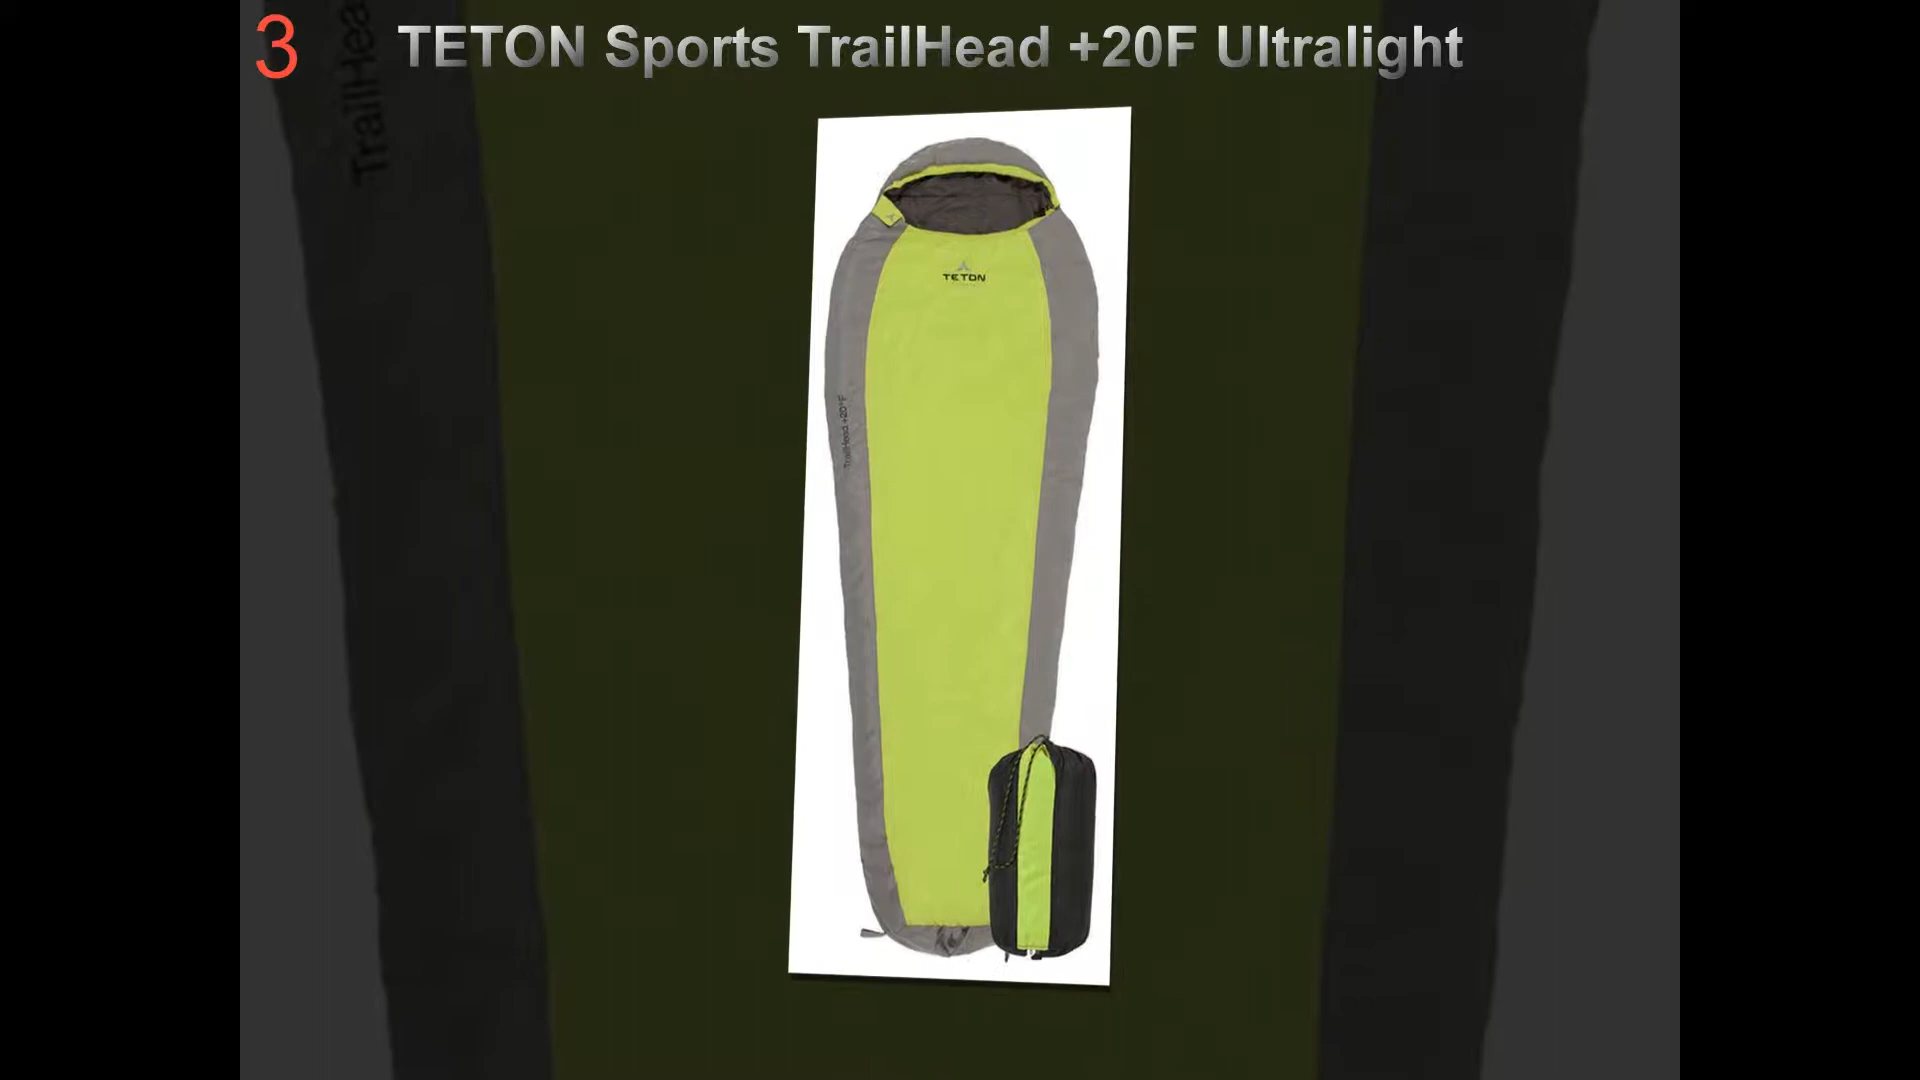 3
TETON Sports TrailHead +20F Ultralight
TrailHea
TETON
TrailHead +20°F